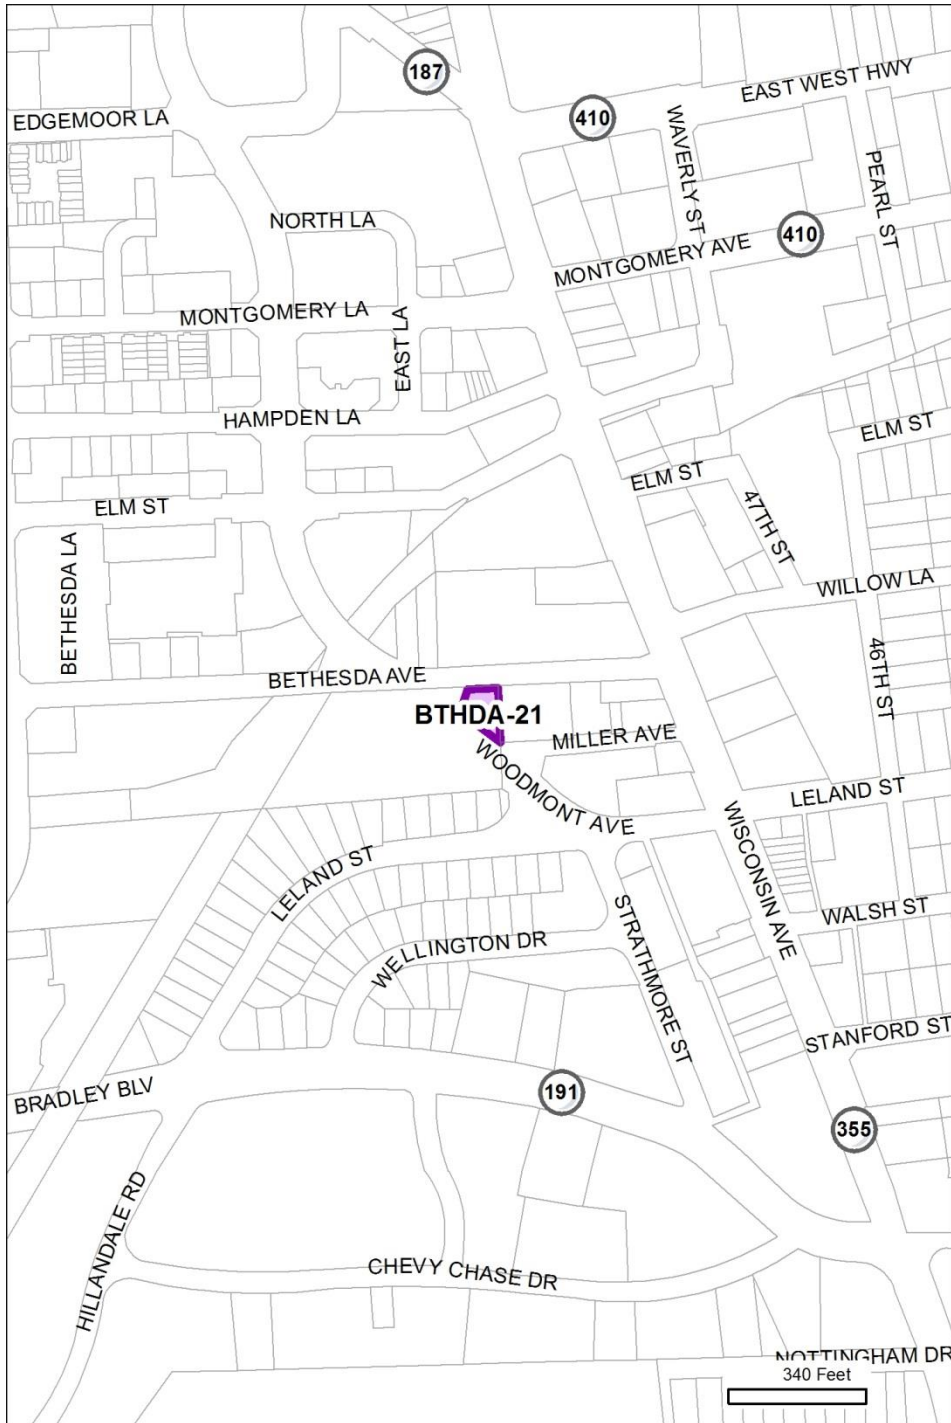 187
EAST WEST HWY
410
EDGEMOOR LA
WAVERLY ST
PEARL ST
NORTH LA
410
MONTGOMERY AVE
MONTGOMERY LA
EAST LA
HAMPDEN LA
ELM ST
ELM ST
47TH ST
ELM ST
BETHESDA LA
WILLOW LA
46TH ST
BETHESDA AVE
BTHDA-21
MILLER AVE
WOODMONT AVE
LELAND ST
WISCONSIN AVE
LELAND ST
WALSH ST
STRATHMORE ST
WELLINGTON DR
STANFORD ST
BRADLEY BLV
191
355
HILLANDALE RD
CHEVY CHASE DR
NOTTINGHAM DR
340 Feet